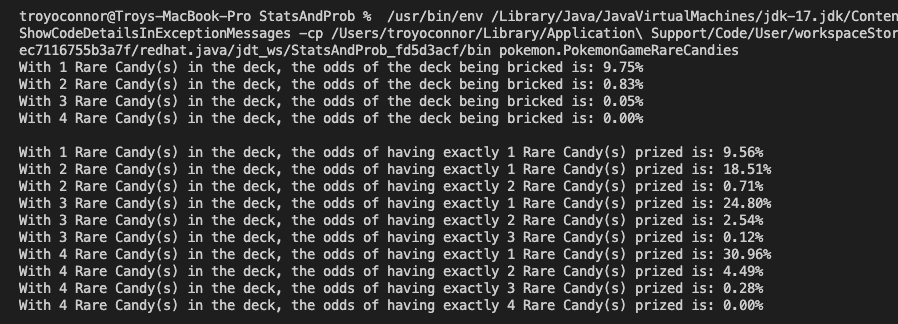 troyoconnor@Troys-MacBook-Pro StatsAndProb %  /usr/bin/env /Library/Java/JavaVirtualMachines/jdk-17.jdk/Conten
ShowCodeDetailsInExceptionMessages -cp /Users/troyoconnor/Library/Application\ Support/Code/User/workspaceStor
ec7116755b3a7f/redhat.java/jdt_ws/StatsAndProb_fd5d3acf/bin pokemon.PokemonGameRareCandies
With 1 Rare Candy(s) in the deck, the odds of the deck being bricked is: 9.75%
With 2 Rare Candy(s) in the deck, the odds of the deck being bricked is: 0.83%
With 3 Rare Candy(s) in the deck, the odds of the deck being bricked is: 0.05%
With 4 Rare Candy(s) in the deck, the odds of the deck being bricked is: 0.00%

With 1 Rare Candy(s) in the deck, the odds of having exactly 1 Rare Candy(s) prized is: 9.56%
With 2 Rare Candy(s) in the deck, the odds of having exactly 1 Rare Candy(s) prized is: 18.51%
With 2 Rare Candy(s) in the deck, the odds of having exactly 2 Rare Candy(s) prized is: 0.71%
With 3 Rare Candy(s) in the deck, the odds of having exactly 1 Rare Candy(s) prized is: 24.80%
With 3 Rare Candy(s) in the deck, the odds of having exactly 2 Rare Candy(s) prized is: 2.54%
With 3 Rare Candy(s) in the deck, the odds of having exactly 3 Rare Candy(s) prized is: 0.12%
With 4 Rare Candy(s) in the deck, the odds of having exactly 1 Rare Candy(s) prized is: 30.96%
With 4 Rare Candy(s) in the deck, the odds of having exactly 2 Rare Candy(s) prized is: 4.49%
With 4 Rare Candy(s) in the deck, the odds of having exactly 3 Rare Candy(s) prized is: 0.28%
With 4 Rare Candy(s) in the deck, the odds of having exactly 4 Rare Candy(s) prized is: 0.00%